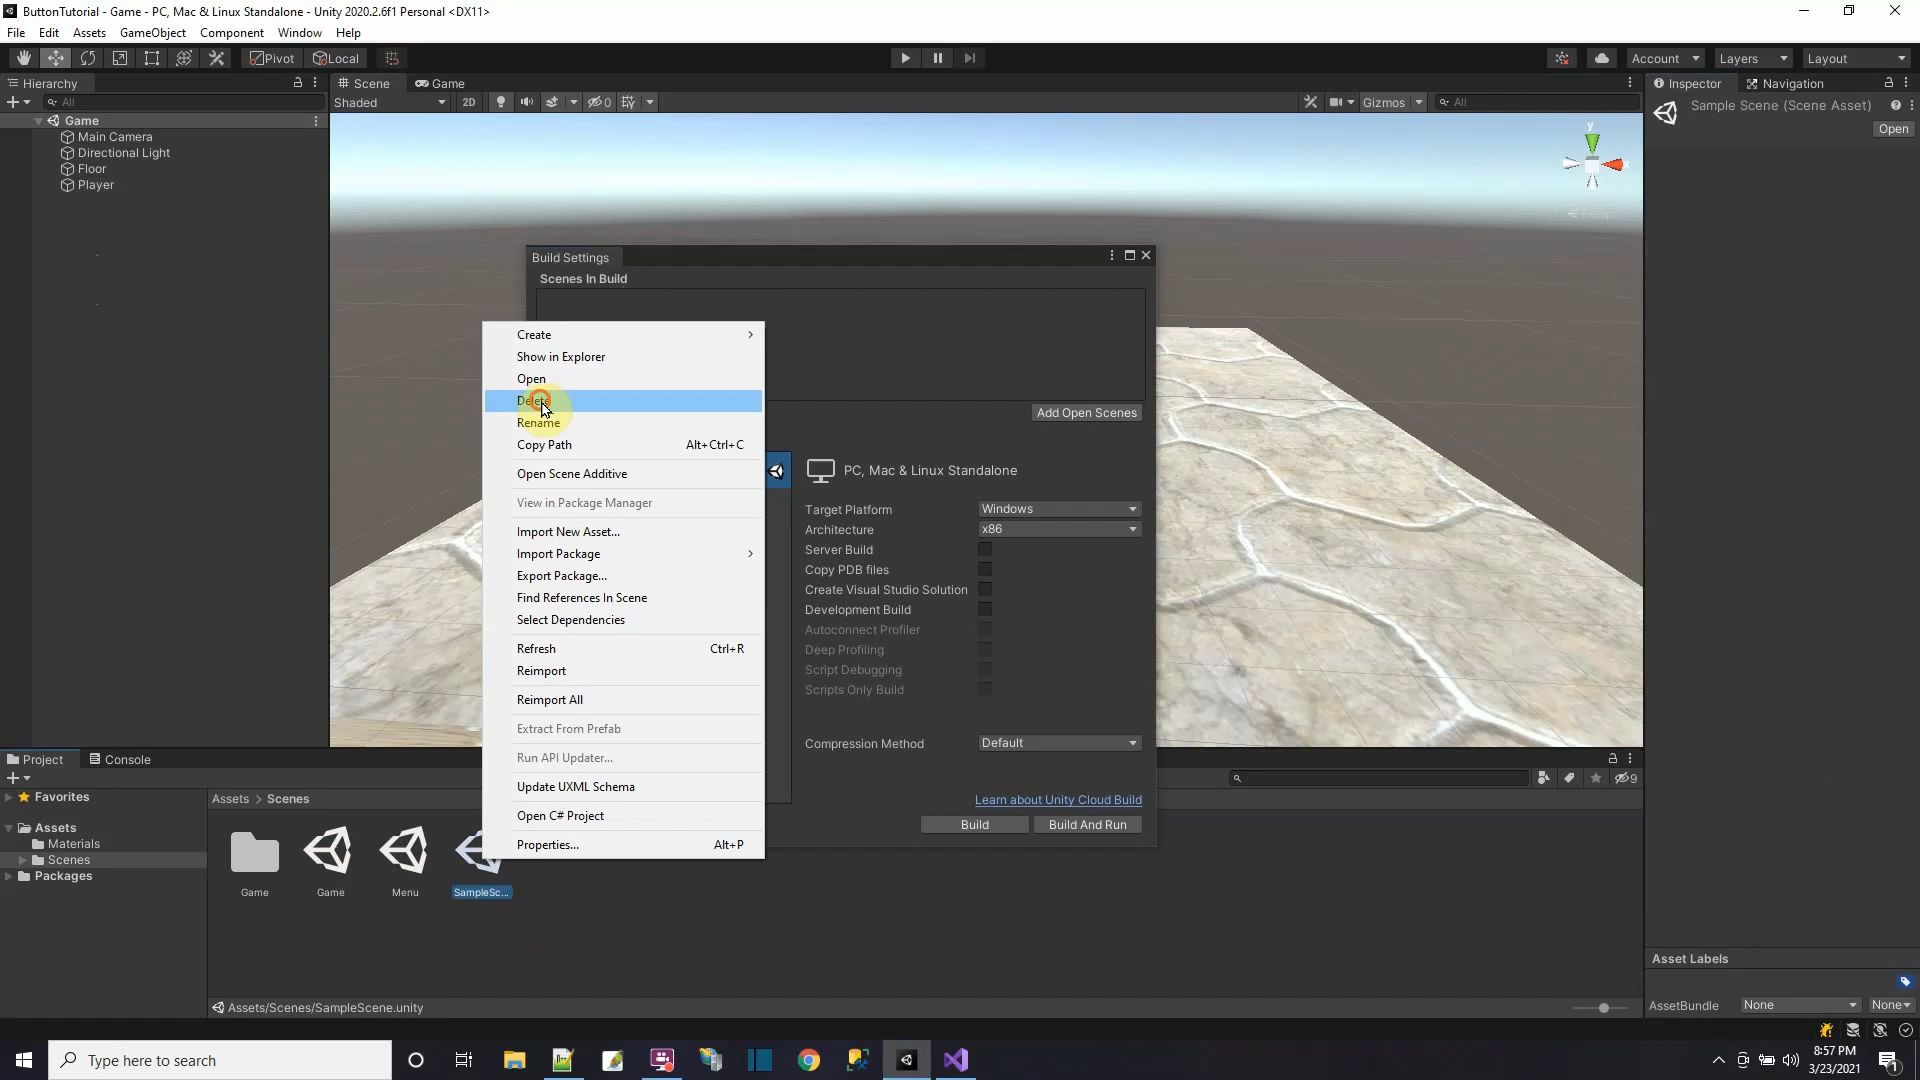 ButtonTutorial - Game - PC, Mac & Linux Standalone - Unity 2020.2.6f1 Personal <DX11>
File Edit Assets GameObject Component Window Help
Pivot Local Account Layers Layout
Hierarchy Scene Game Inspector Navigation
All Shaded 2D 0 Gizmos All
Sample Scene (Scene Asset)
Open
Game
Main Camera
Directional Light
Floor
Player
y
x
Persp
Build Settings
Scenes In Build
Add Open Scenes
Create
Show in Explorer
Open
Delete
Rename
Copy Path Alt+Ctrl+C
Open Scene Additive
View in Package Manager
Import New Asset...
Import Package
Export Package...
Find References In Scene
Select Dependencies
Refresh Ctrl+R
Reimport
Reimport All
Extract From Prefab
Run API Updater...
Update UXML Schema
Open C# Project
Properties... Alt+P
PC, Mac & Linux Standalone
Target Platform Windows
Architecture x86
Server Build
Copy PDB files
Create Visual Studio Solution
Development Build
Autoconnect Profiler
Deep Profiling
Script Debugging
Scripts Only Build
Compression Method Default
Learn about Unity Cloud Build
Build Build And Run
Project Console
9
Favorites
Assets
Materials
Scenes
Packages
Assets > Scenes
Game Game Menu SampleSc...
Assets/Scenes/SampleScene.unity
Asset Labels
AssetBundle None None
Type here to search
8:57 PM
3/23/2021
1